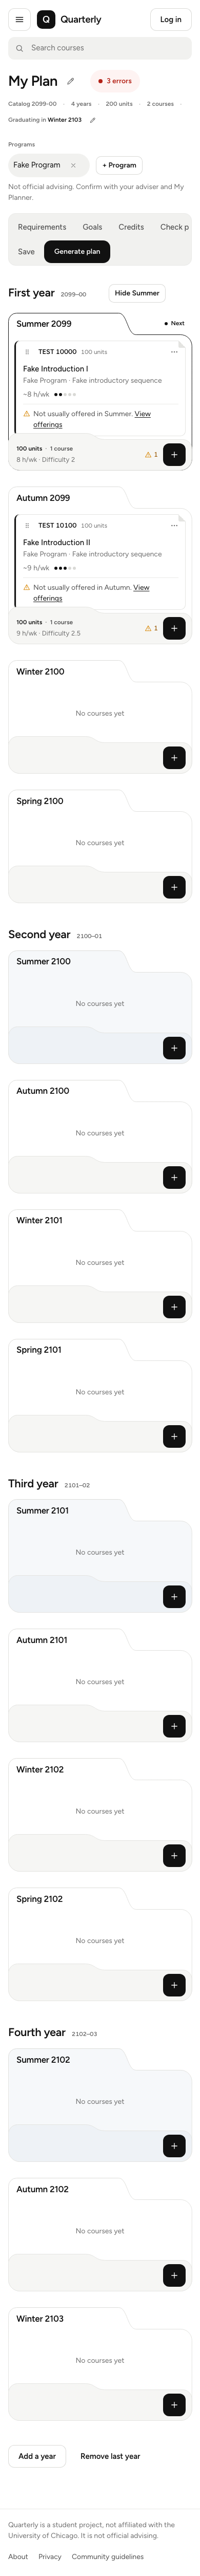 Q Quarterly Log in
Search courses
My Plan 3 errors
Catalog 2099–00 · 4 years · 200 units · 2 courses ·
Graduating in Winter 2103
Programs
Fake Program × + Program
Not official advising. Confirm with your adviser and My
Planner.
Requirements Goals Credits Check p
Save Generate plan
First year 2099–00 Hide Summer
Summer 2099 Next
TEST 10000 100 units
Fake Introduction I
Fake Program · Fake introductory sequence
~8 h/wk
Not usually offered in Summer. View
offerings
100 units · 1 course
8 h/wk · Difficulty 2
1 +
Autumn 2099
TEST 10100 100 units
Fake Introduction II
Fake Program · Fake introductory sequence
~9 h/wk
Not usually offered in Autumn. View
offerings
100 units · 1 course
9 h/wk · Difficulty 2.5
1 +
Winter 2100
No courses yet
+
Spring 2100
No courses yet
+
Second year 2100–01
Summer 2100
No courses yet
+
Autumn 2100
No courses yet
+
Winter 2101
No courses yet
+
Spring 2101
No courses yet
+
Third year 2101–02
Summer 2101
No courses yet
+
Autumn 2101
No courses yet
+
Winter 2102
No courses yet
+
Spring 2102
No courses yet
+
Fourth year 2102–03
Summer 2102
No courses yet
+
Autumn 2102
No courses yet
+
Winter 2103
No courses yet
+
Add a year Remove last year
Quarterly is a student project, not affiliated with the
University of Chicago. It is not official advising.
About Privacy Community guidelines